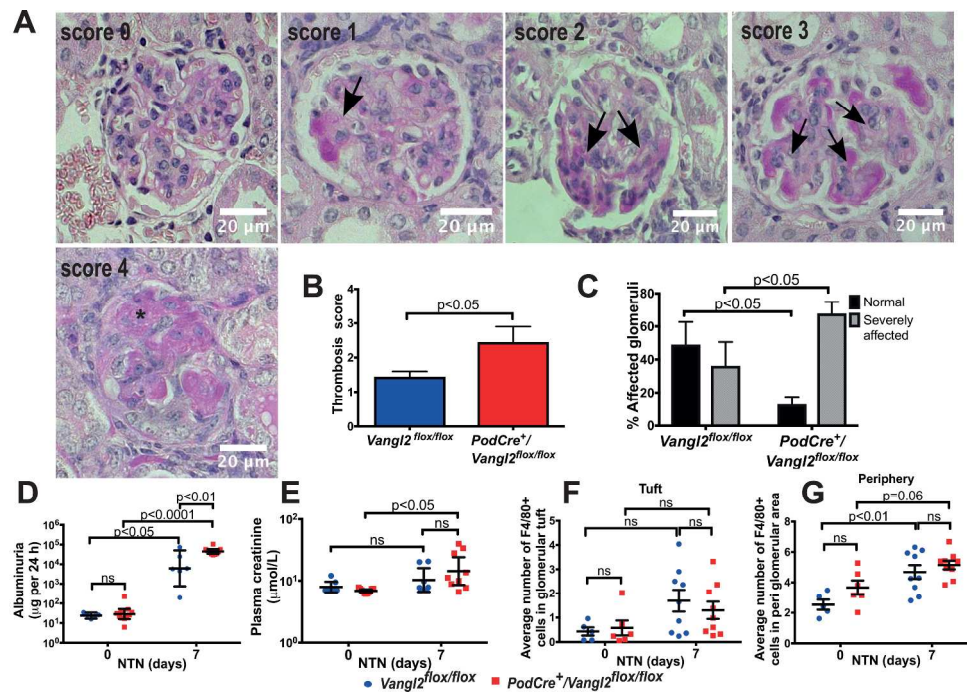 A
score 0
score 1
score 2
score 3
20 µm
20 µm
20 µm
20 µm
score 4
*
20 µm
B
Thrombosis score
4
3
2
1
0
p<0.05
Vangl2 flox/flox
PodCre+/
Vangl2flox/flox
C
% Affected glomeruli
80
60
40
20
0
p<0.05
p<0.05
Normal
Severely
affected
Vangl2flox/flox
PodCre+/
Vangl2flox/flox
D
Albuminuria
(µg per 24 h)
10⁶
10⁵
10⁴
10³
10²
10¹
10⁰
p<0.01
p<0.0001
p<0.05
ns
0
7
NTN (days)
E
Plasma creatinine
(µmol/L)
10²
10¹
10⁰
p<0.05
ns
ns
0
7
NTN (days)
F
Tuft
Average number of F4/80+
cells in glomerular tuft
5
4
3
2
1
0
ns
ns
ns
ns
0
7
NTN (days)
G
Periphery
Average number of F4/80+
cells in peri glomerular area
8
6
4
2
0
p=0.06
p<0.01
ns
ns
0
7
NTN (days)
Vangl2flox/flox
PodCre+/Vangl2flox/flox